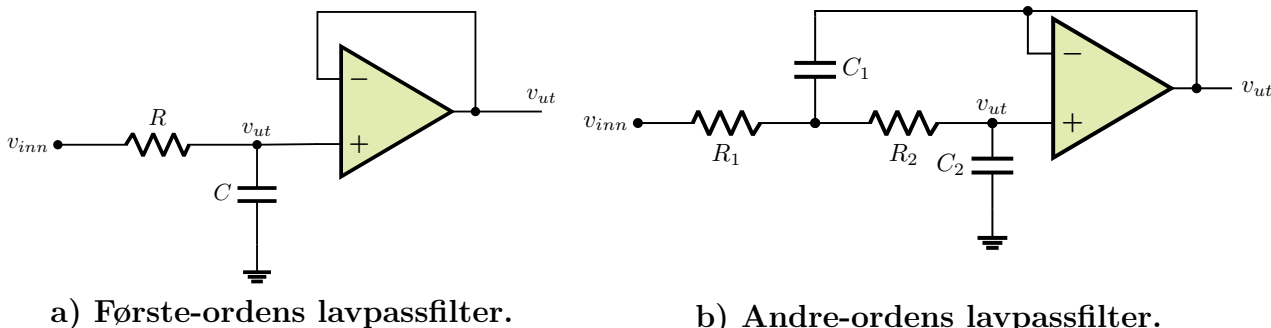 v_inn
R
v_ut
C
−
+
v_ut
a) Første-ordens lavpassfilter.
v_inn
R_1
C_1
R_2
v_ut
C_2
−
+
v_ut
b) Andre-ordens lavpassfilter.